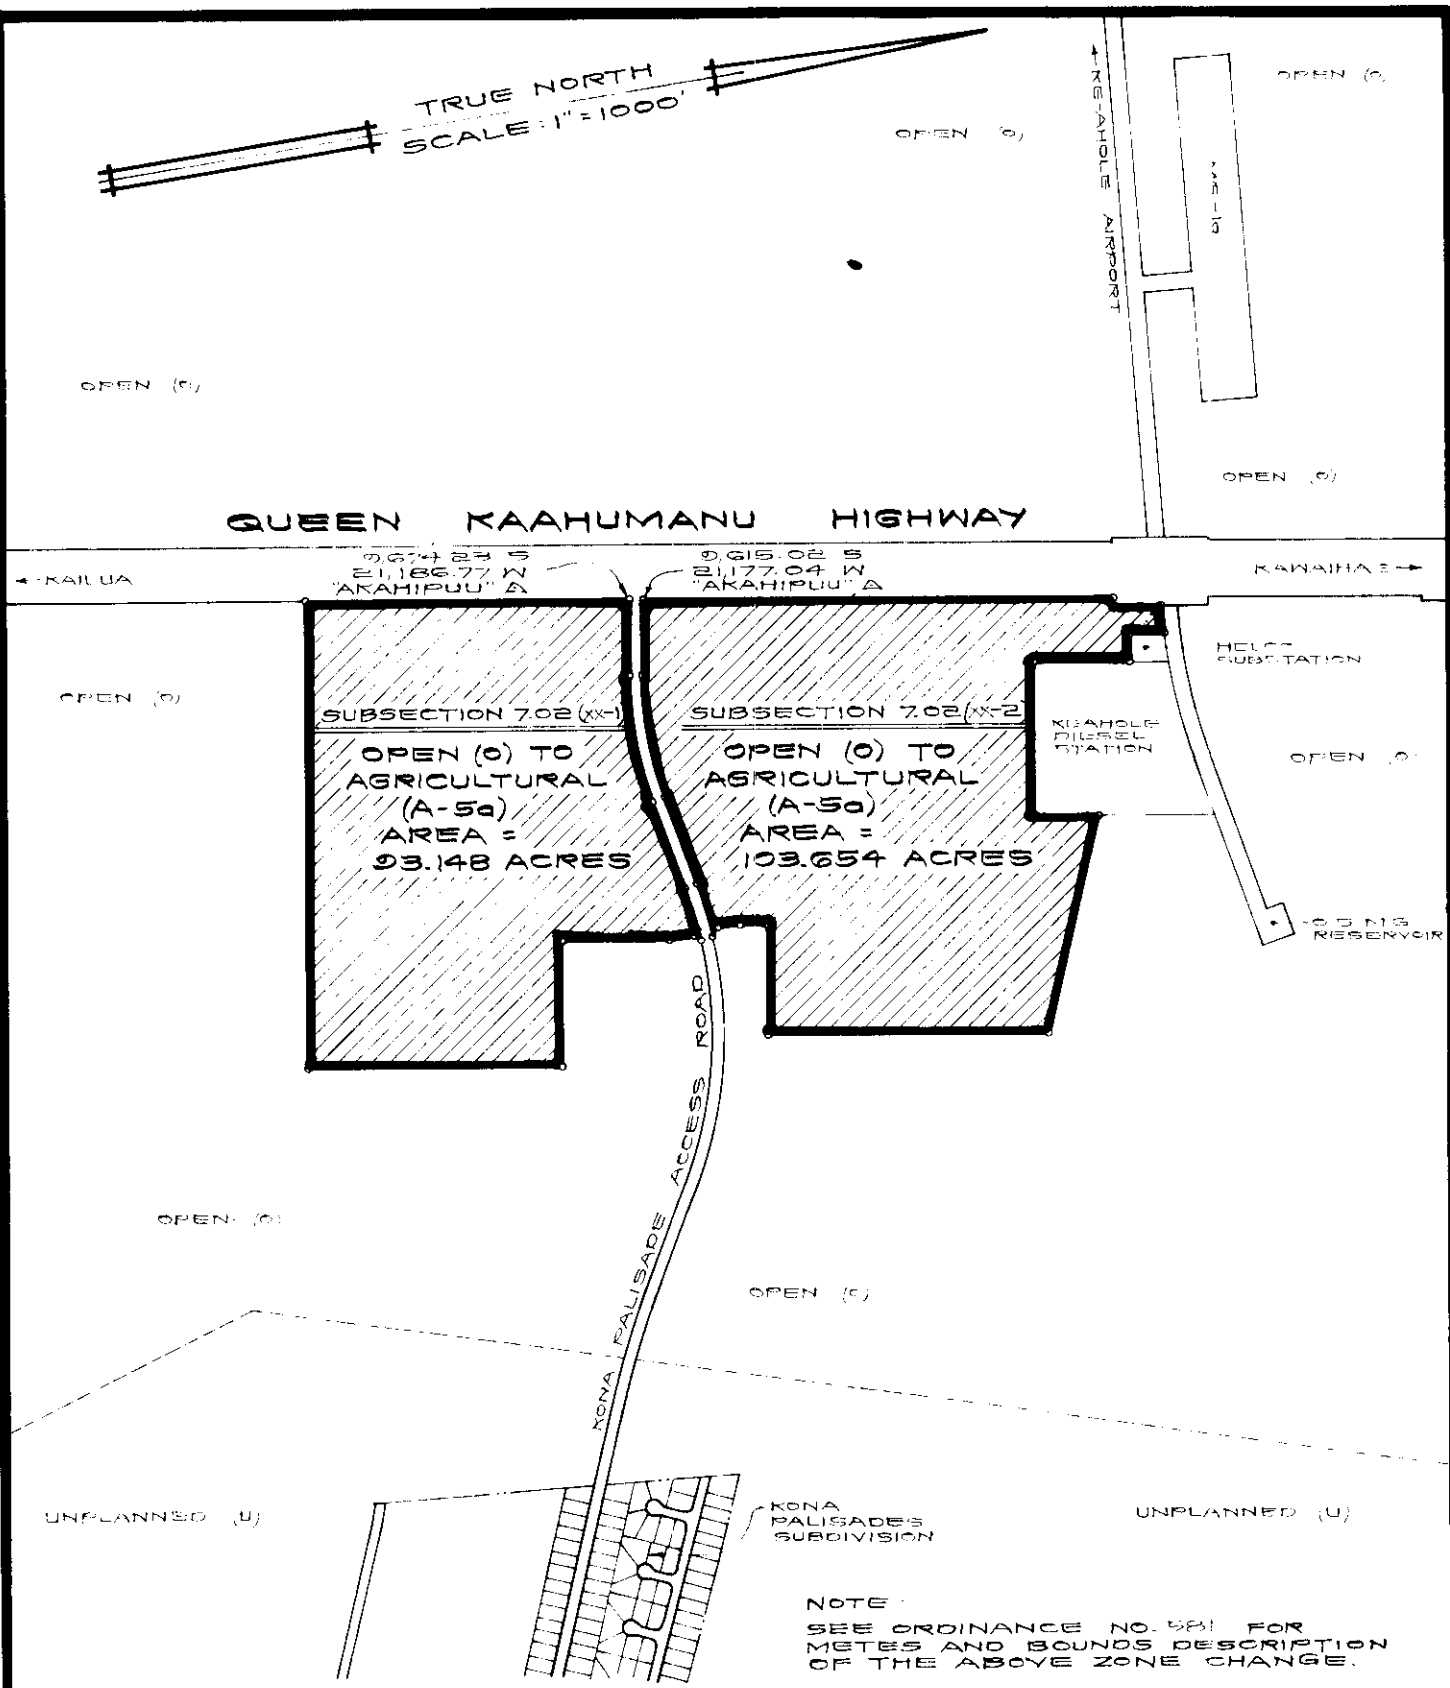 TRUE NORTH
SCALE: 1"=1000'
OPEN (O)
OPEN (O)
← KE-AHOLE AIRPORT
OPEN (O)
OPEN (O)
QUEEN KAAHUMANU HIGHWAY
← KAILUA
21,186.77 W
"AKAHIPUU" △
9,615.02 S
21,177.04 W
"AKAHIPUU" △
KAWAIHAE →
OPEN (O)
SUBSECTION 7.02 (xx-1)
OPEN (O) TO
AGRICULTURAL
(A-5a)
AREA =
93.148 ACRES
SUBSECTION 7.02 (xx-2)
OPEN (O) TO
AGRICULTURAL
(A-5a)
AREA =
103.654 ACRES
SUBSTATION
KEAHOLE
DIESEL
STATION
OPEN (O)
RESERVOIR
KONA PALISADE ACCESS ROAD
OPEN (O)
OPEN (O)
UNPLANNED (U)
KONA
PALISADES
SUBDIVISION
UNPLANNED (U)
NOTE:
SEE ORDINANCE NO. 581 FOR
METES AND BOUNDS DESCRIPTION
OF THE ABOVE ZONE CHANGE.